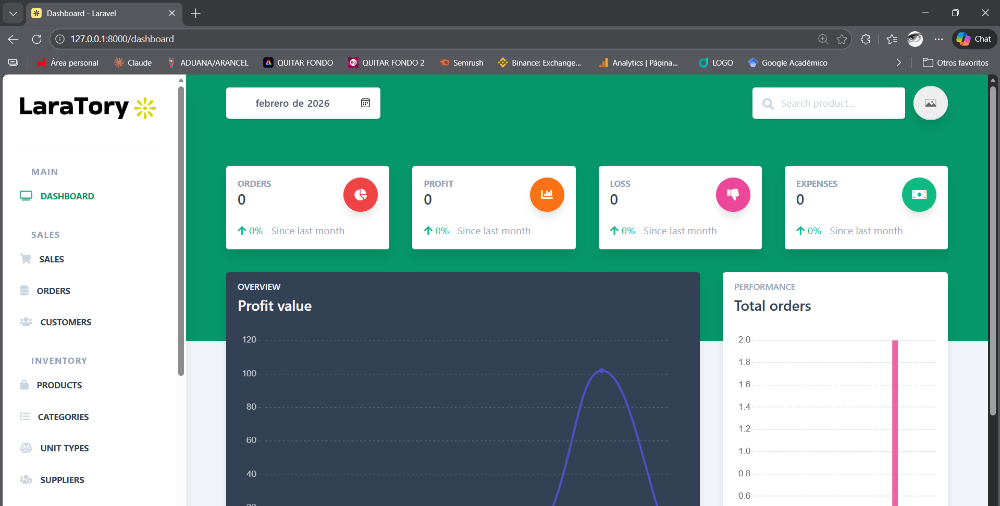 Dashboard - Laravel
127.0.0.1:8000/dashboard
Chat
Área personal
Claude
ADUANA/ARANCEL
QUITAR FONDO
Bg
QUITAR FONDO 2
Semrush
Binance: Exchange...
Analytics | Página...
LOGO
Google Académico
Otros favoritos
LaraTory
febrero de 2026
Search product...
MAIN
DASHBOARD
SALES
SALES
ORDERS
CUSTOMERS
INVENTORY
PRODUCTS
CATEGORIES
UNIT TYPES
SUPPLIERS
ORDERS
0
0% Since last month
PROFIT
0
0% Since last month
LOSS
0
0% Since last month
EXPENSES
0
0% Since last month
OVERVIEW
Profit value
120
100
80
60
40
20
PERFORMANCE
Total orders
2.0
1.8
1.6
1.4
1.2
1.0
0.8
0.6